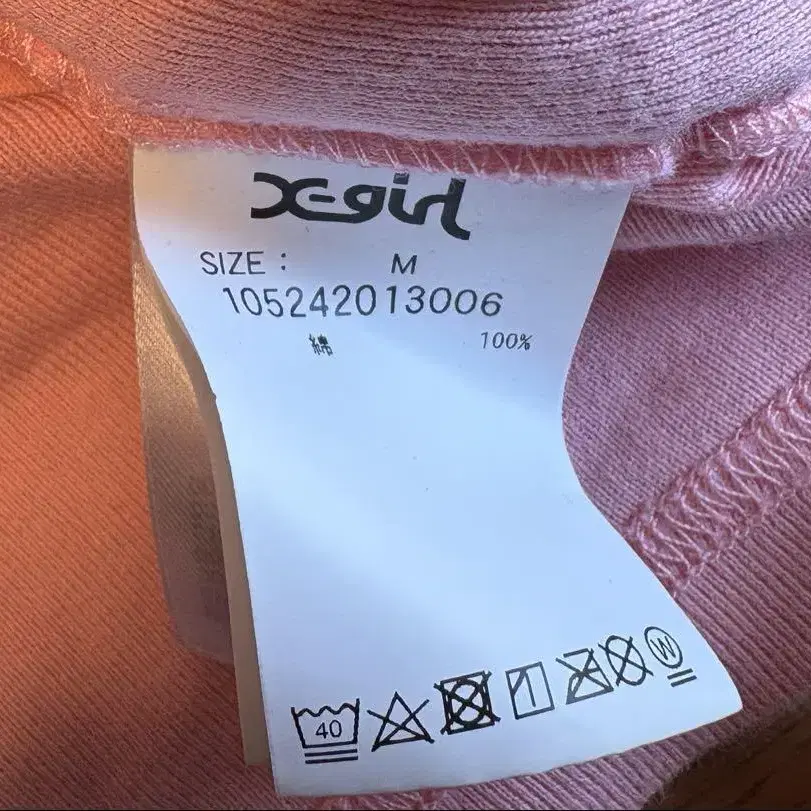 X-girl
SIZE : M
105242013006
綿 100%
40
W